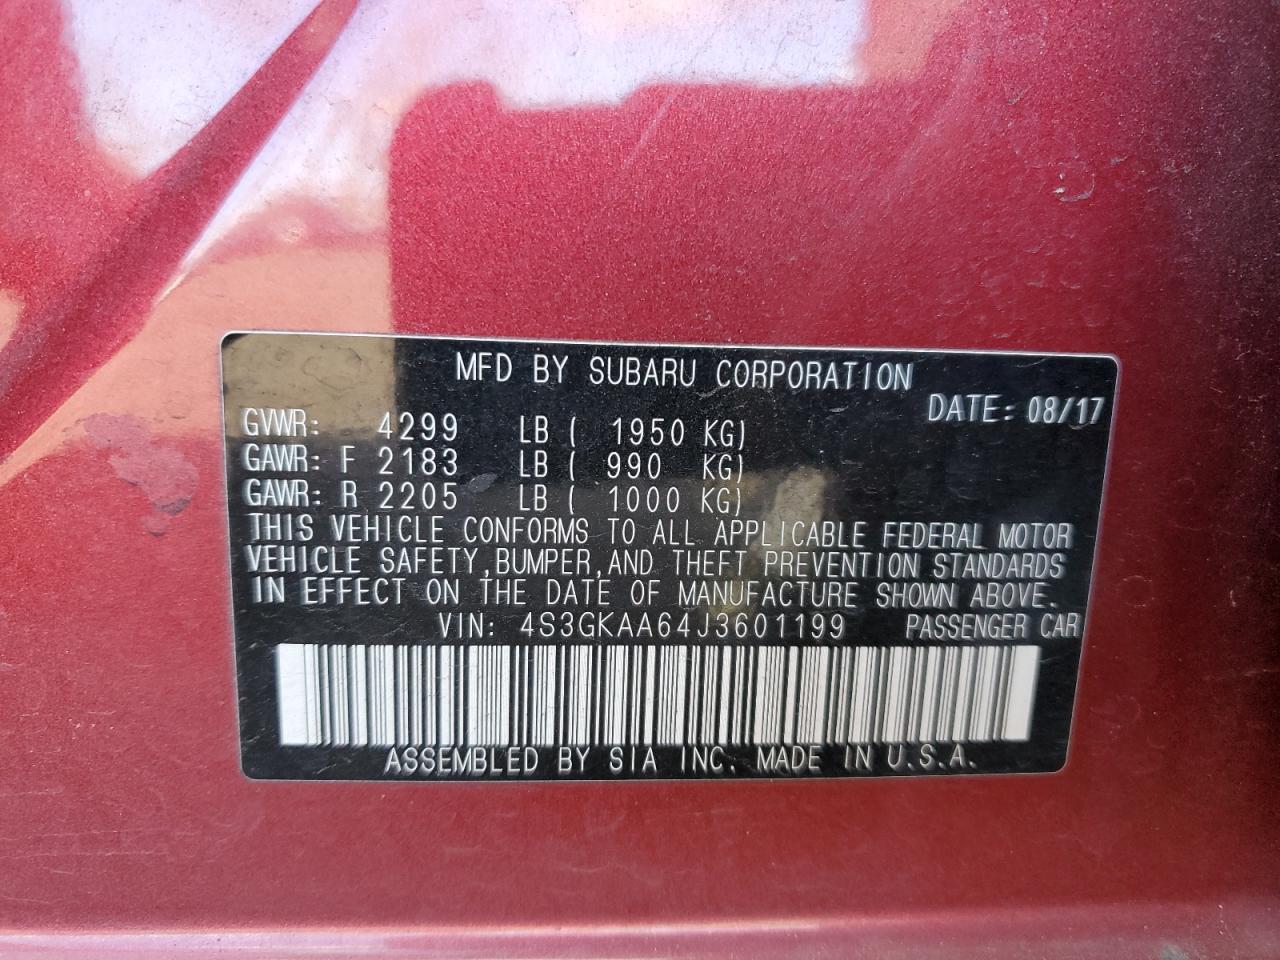 MFD BY SUBARU CORPORATION
DATE: 08/17
GVWR: 4299 LB ( 1950 KG)
GAWR: F 2183 LB ( 990 KG)
GAWR: R 2205 LB ( 1000 KG)
THIS VEHICLE CONFORMS TO ALL APPLICABLE FEDERAL MOTOR
VEHICLE SAFETY, BUMPER, AND THEFT PREVENTION STANDARDS
IN EFFECT ON THE DATE OF MANUFACTURE SHOWN ABOVE.
VIN: 4S3GKAA64J3601199 PASSENGER CAR
ASSEMBLED BY SIA INC. MADE IN U.S.A.